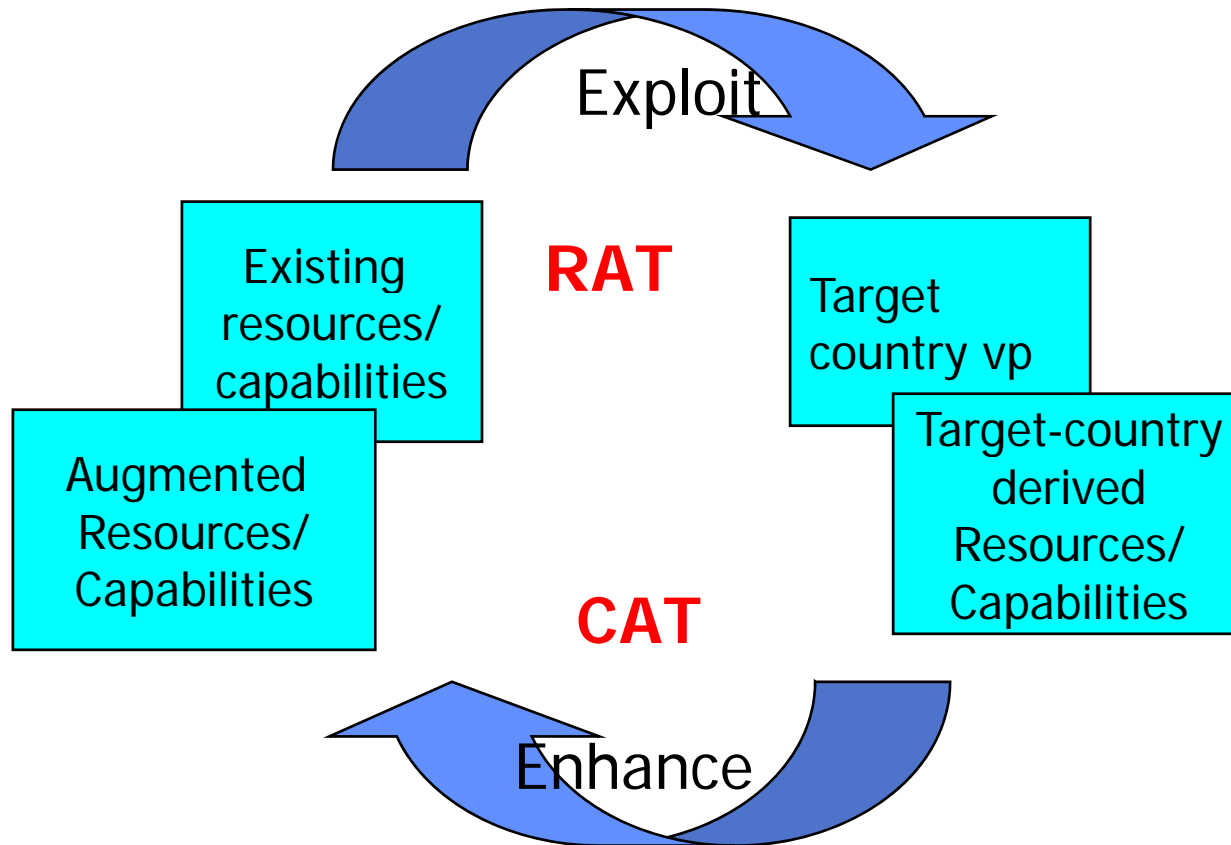 Exploit
Existing
resources/
capabilities
RAT
Target
country vp
Augmented
Resources/
Capabilities
Target-country
derived
Resources/
Capabilities
CAT
Enhance